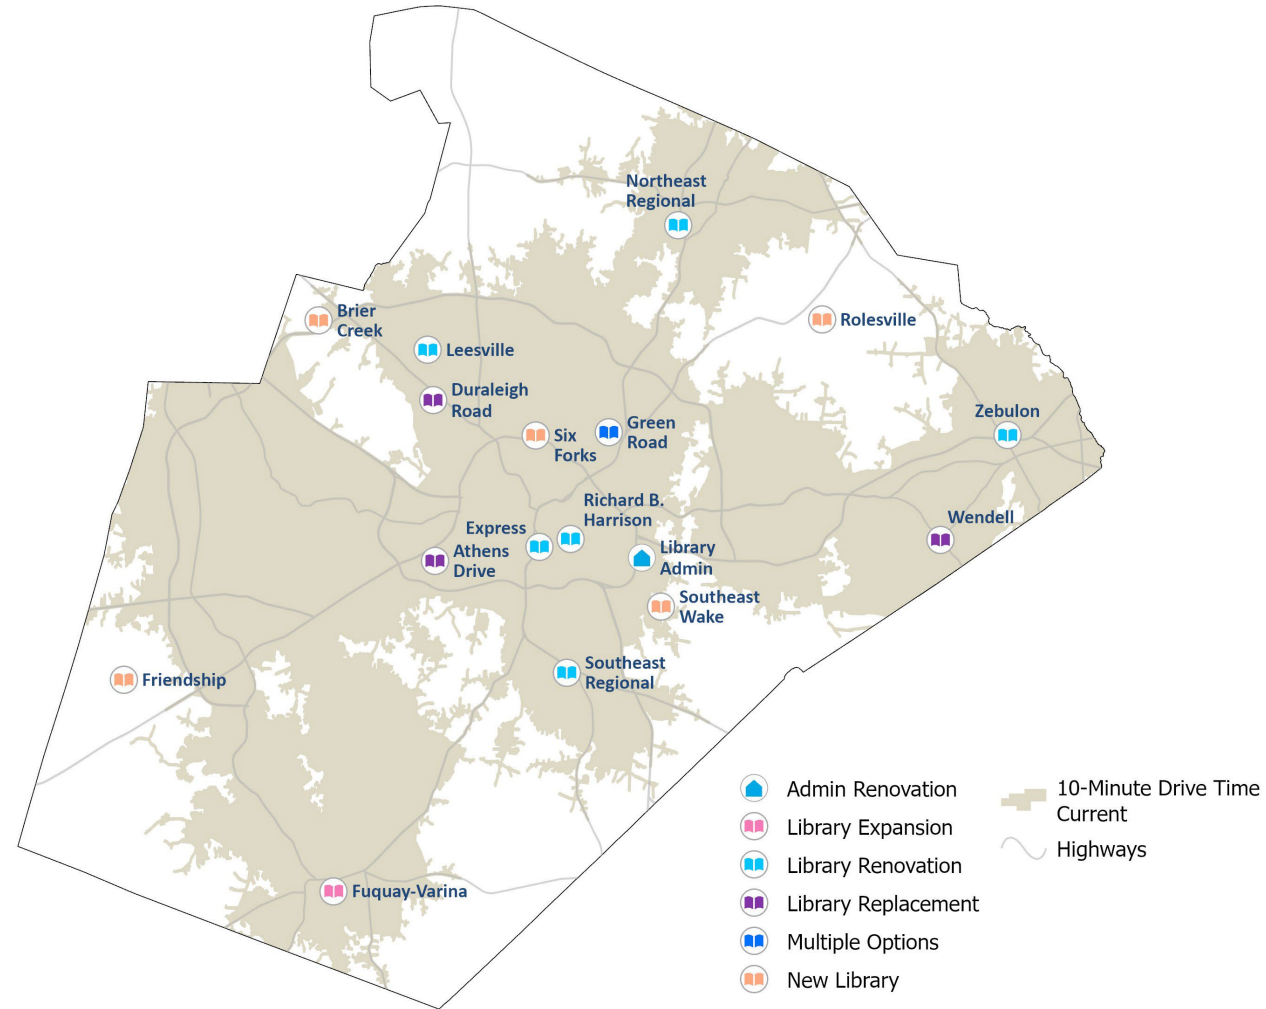 Northeast
Regional
Brier
Creek
Rolesville
Leesville
Duraleigh
Road
Zebulon
Green
Road
Six
Forks
Richard B.
Harrison
Wendell
Express
Athens
Drive
Library
Admin
Southeast
Wake
Southeast
Regional
Friendship
Fuquay-Varina
Admin Renovation
Library Expansion
Library Renovation
Library Replacement
Multiple Options
New Library
10-Minute Drive Time
Current
Highways